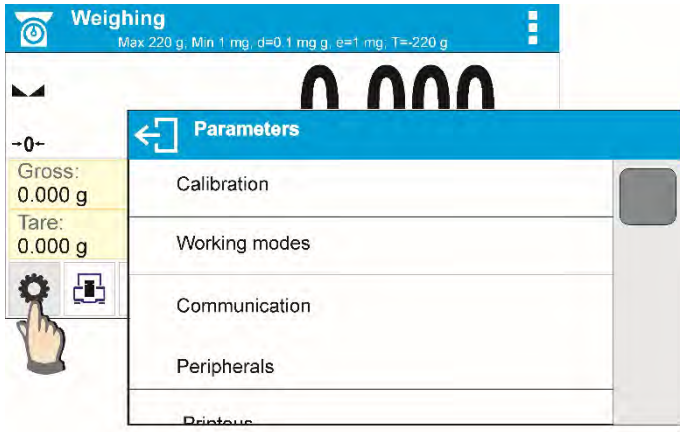 Weighing
Max 220 g, Min 1 mg, d=0.1 mg g, e=1 mg, T=-220 g
0.000
→0←
Parameters
Gross:
0.000 g
Tare:
0.000 g
Calibration
Working modes
Communication
Peripherals
Printous